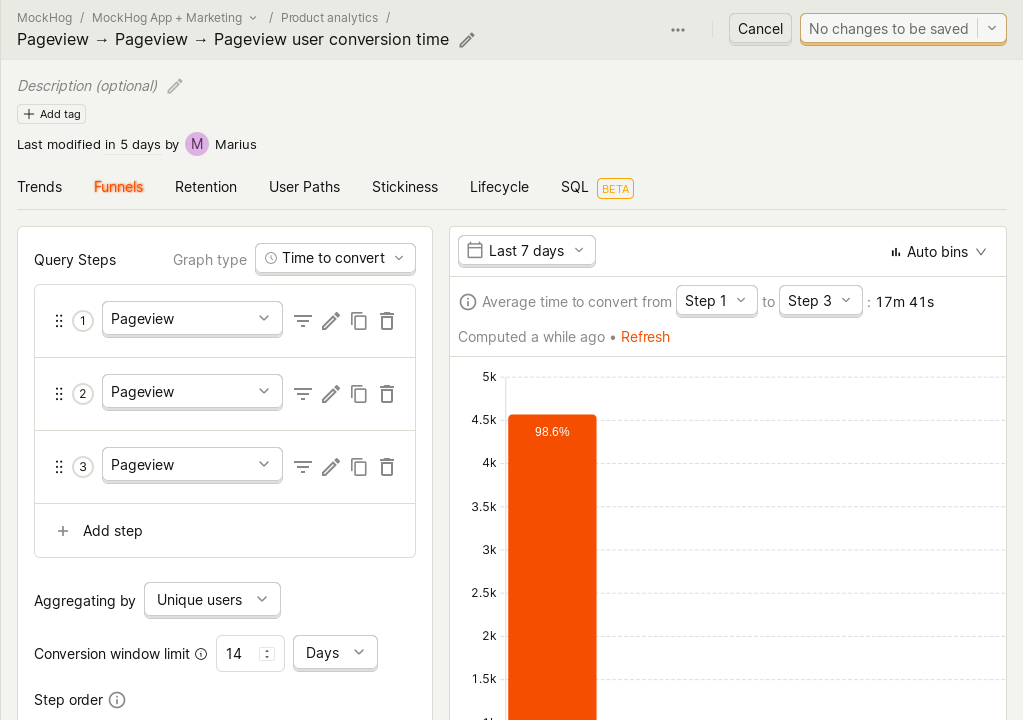 MockHog / MockHog App + Marketing / Product analytics /
Pageview → Pageview → Pageview user conversion time
Cancel
No changes to be saved
Description (optional)
Add tag
Last modified in 5 days by M Marius
Trends Funnels Retention User Paths Stickiness Lifecycle SQL BETA
Query Steps Graph type Time to convert
1 Pageview
2 Pageview
3 Pageview
+ Add step
Aggregating by Unique users
Conversion window limit 14 Days
Step order
Last 7 days
Auto bins
Average time to convert from Step 1 to Step 3 : 17m 41s
Computed a while ago • Refresh
5k
4.5k
98.6%
4k
3.5k
3k
2.5k
2k
1.5k